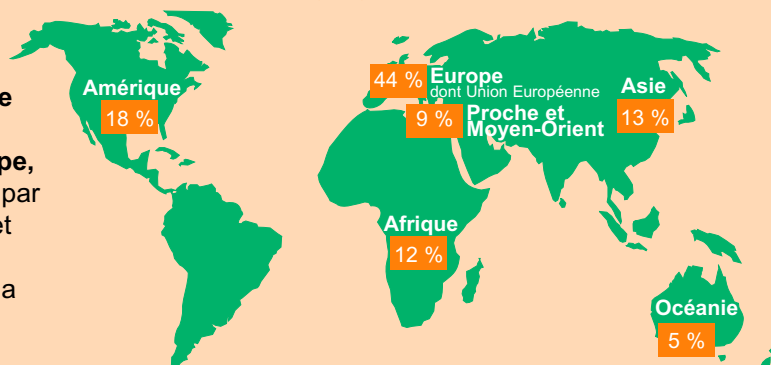 e
pe,
par
et
a
Amérique
18 %
44 %
Europe
dont Union Européenne
9 %
Proche et
Moyen-Orient
Asie
13 %
Afrique
12 %
Océanie
5 %